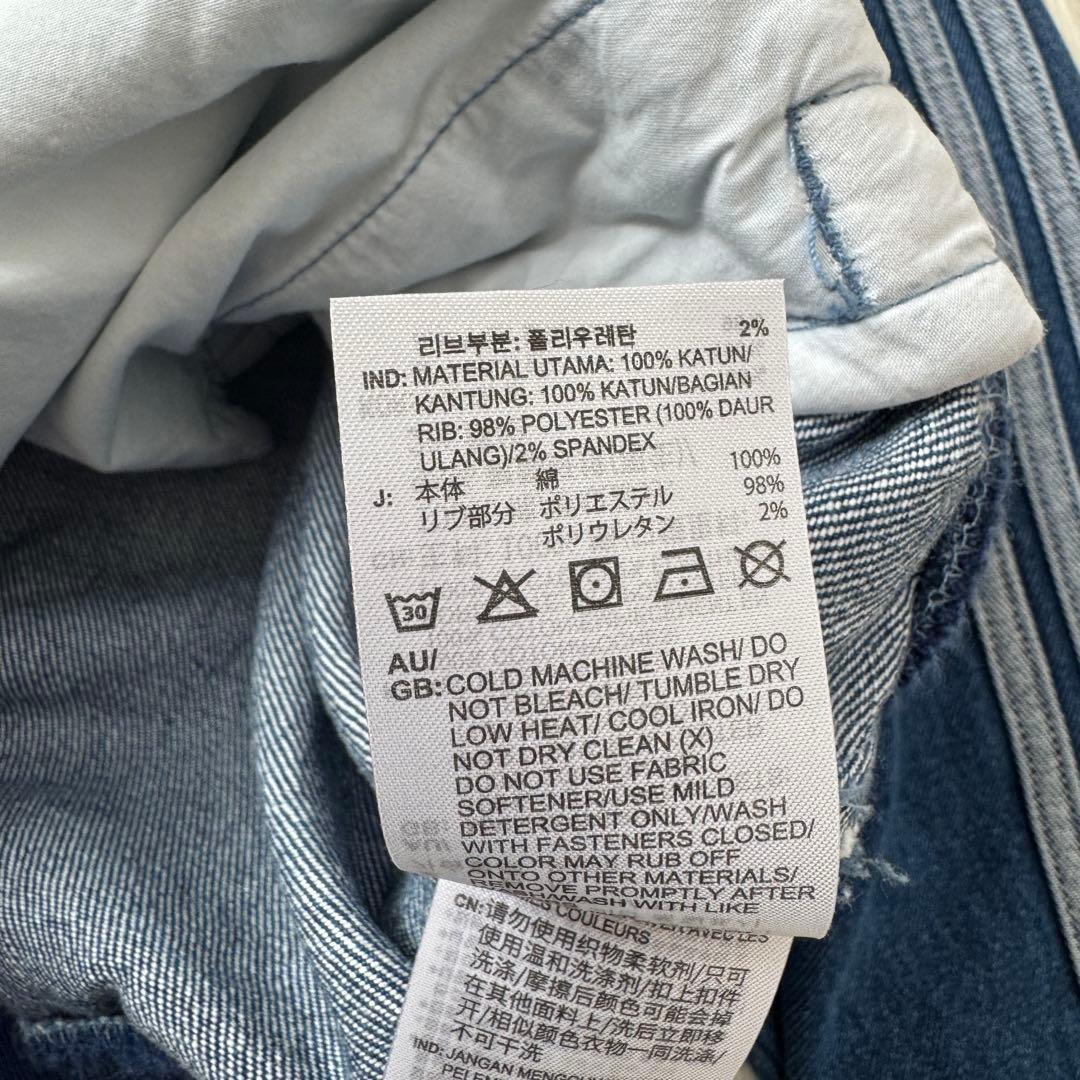 리브부분: 폴리우레탄 2%
IND: MATERIAL UTAMA: 100% KATUN/
KANTUNG: 100% KATUN/BAGIAN
RIB: 98% POLYESTER (100% DAUR
ULANG)/2% SPANDEX
J: 本体 綿 100%
リブ部分 ポリエステル 98%
ポリウレタン 2%
30
AU/
GB: COLD MACHINE WASH/ DO
NOT BLEACH/ TUMBLE DRY
LOW HEAT/ COOL IRON/ DO
NOT DRY CLEAN (X)
DO NOT USE FABRIC
SOFTENER/USE MILD
DETERGENT ONLY/WASH
WITH FASTENERS CLOSED/
COLOR MAY RUB OFF
ONTO OTHER MATERIALS/
REMOVE PROMPTLY AFTER
WASH/WASH WITH LIKE
COULEURS
AVEC LES
CN: 请勿使用织物柔软剂/只可
使用温和洗涤剂/扣上扣件
洗涤/摩擦后颜色可能会掉
在其他面料上/洗后立即移
开/相似颜色衣物一同洗涤/
不可干洗
IND: JANGAN